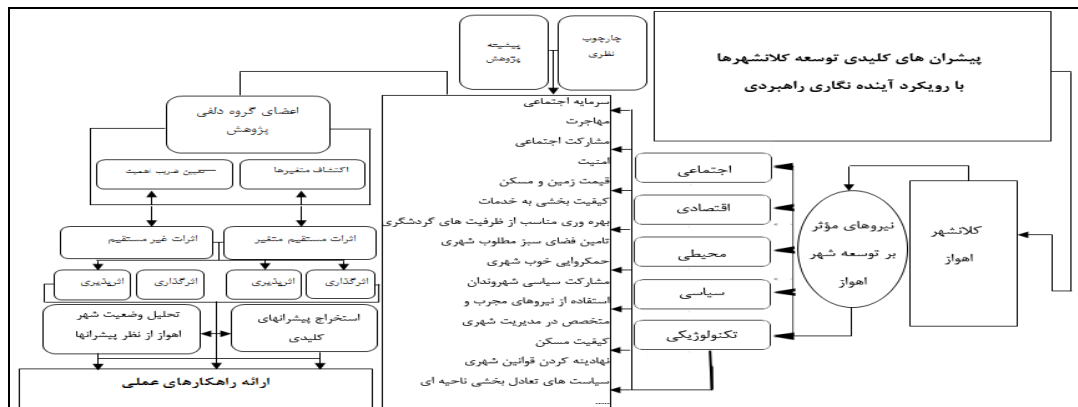 پیشران های کلیدی توسعه کلانشهرها
با رویکرد آینده نگاری راهبردی
چارچوب
نظری
پیشینه
پژوهش
کلانشهر
اهواز
نیروهای مؤثر
بر توسعه شهر
اهواز
اجتماعی
اقتصادی
محیطی
سیاسی
تکنولوژیکی
سرمایه اجتماعی
مهاجرت
مشارکت اجتماعی
امنیت
قیمت زمین و مسکن
کیفیت بخشی به خدمات
بهره وری مناسب از ظرفیت های گردشگری
تامین فضای سبز مطلوب شهری
حمکروایی خوب شهری
مشارکت سیاسی شهروندان
استفاده از نیروهای مجرب و
متخصص در مدیریت شهری
کیفیت مسکن
نهادینه کردن قوانین شهری
سیاست های تعادل بخشی ناحیه ای
.....
اعضای گروه دلفی
پژوهش
اکتشاف متغیرها
تعیین ضریب اهمیت
اثرات مستقیم متغیر
اثرات غیر مستقیم
اثرگذاری
اثرپذیری
اثرگذاری
اثرپذیری
استخراج پیشرانهای
کلیدی
تحلیل وضعیت شهر
اهواز از نظر پیشرانها
ارائه راهکارهای عملی